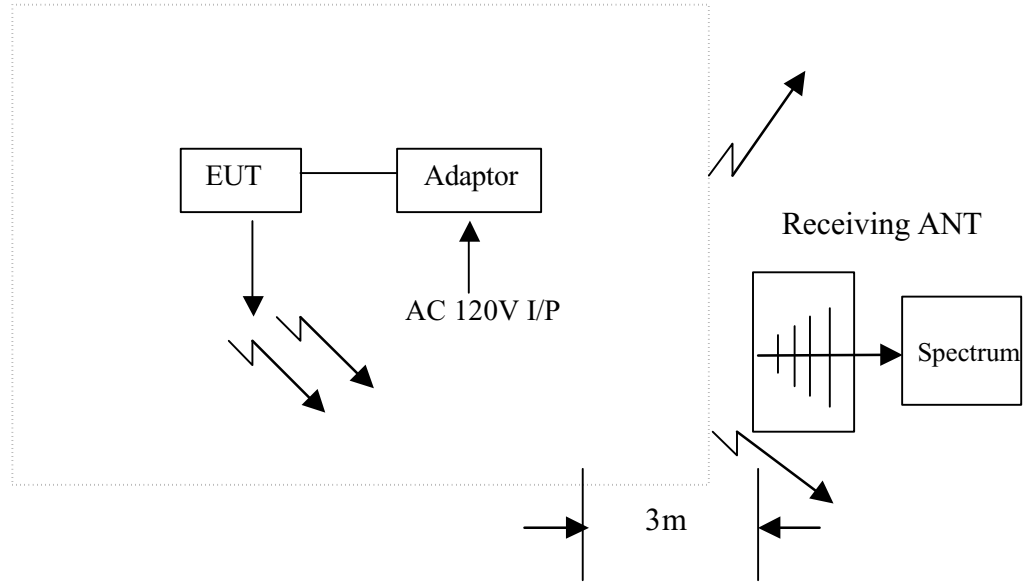 EUT
Adaptor
AC 120V I/P
Receiving ANT
Spectrum
3m